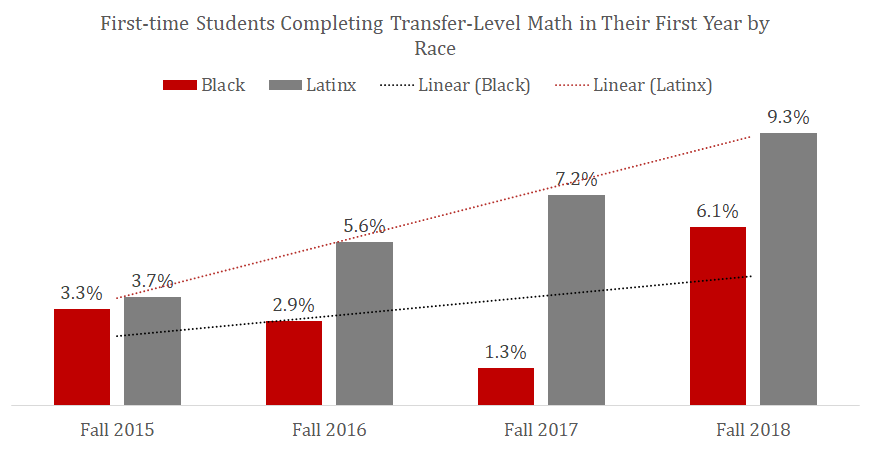 First-time Students Completing Transfer-Level Math in Their First Year by
Race
Black Latinx Linear (Black) Linear (Latinx)
3.3%
3.7%
2.9%
5.6%
1.3%
7.2%
6.1%
9.3%
Fall 2015 Fall 2016 Fall 2017 Fall 2018